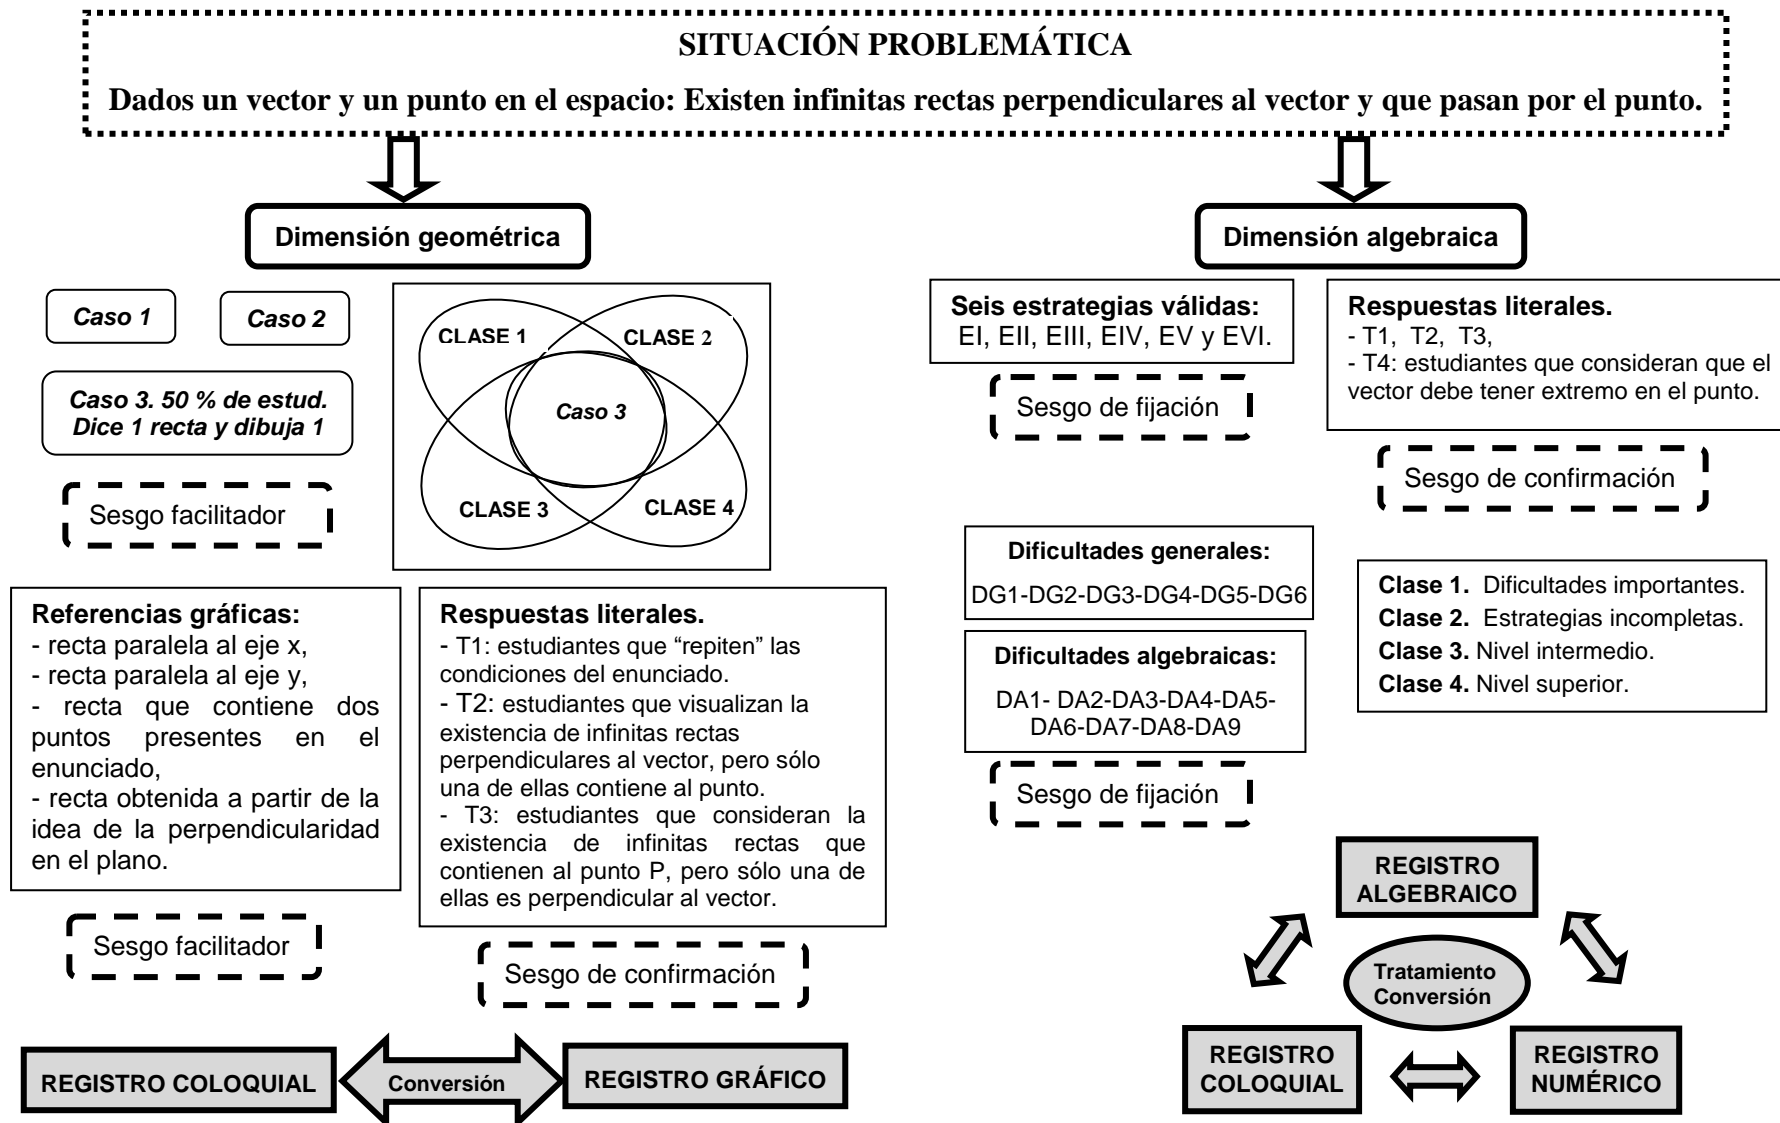 SITUACIÓN PROBLEMÁTICA
Dados un vector y un punto en el espacio: Existen infinitas rectas perpendiculares al vector y que pasan por el punto.
Dimensión geométrica
Caso 1
Caso 2
Caso 3. 50 % de estud.
Dice 1 recta y dibuja 1
Sesgo facilitador
CLASE 1
CLASE 2
Caso 3
CLASE 3
CLASE 4
Referencias gráficas:
- recta paralela al eje x,
- recta paralela al eje y,
- recta que contiene dos
puntos presentes en el
enunciado,
- recta obtenida a partir de la
idea de la perpendicularidad
en el plano.
Sesgo facilitador
Respuestas literales.
- T1: estudiantes que “repiten” las
condiciones del enunciado.
- T2: estudiantes que visualizan la
existencia de infinitas rectas
perpendiculares al vector, pero sólo
una de ellas contiene al punto.
- T3: estudiantes que consideran la
existencia de infinitas rectas que
contienen al punto P, pero sólo una de
ellas es perpendicular al vector.
Sesgo de confirmación
REGISTRO COLOQUIAL
Conversión
REGISTRO GRÁFICO
Dimensión algebraica
Seis estrategias válidas:
EI, EII, EIII, EIV, EV y EVI.
Sesgo de fijación
Respuestas literales.
- T1, T2, T3,
- T4: estudiantes que consideran que el
vector debe tener extremo en el punto.
Sesgo de confirmación
Dificultades generales:
DG1-DG2-DG3-DG4-DG5-DG6
Dificultades algebraicas:
DA1- DA2-DA3-DA4-DA5-
DA6-DA7-DA8-DA9
Sesgo de fijación
Clase 1. Dificultades importantes.
Clase 2. Estrategias incompletas.
Clase 3. Nivel intermedio.
Clase 4. Nivel superior.
REGISTRO
ALGEBRAICO
Tratamiento
Conversión
REGISTRO
COLOQUIAL
REGISTRO
NUMÉRICO